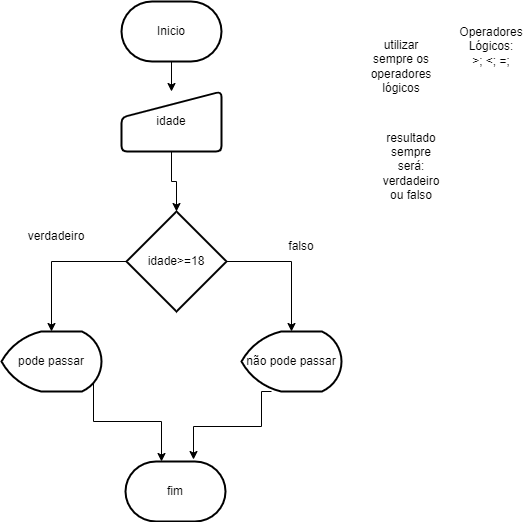 Inicio
idade
idade>=18
verdadeiro
falso
pode passar
não pode passar
fim
utilizar
sempre os
operadores
lógicos
Operadores
Lógicos:
>; <; =;
resultado
sempre
será:
verdadeiro
ou falso